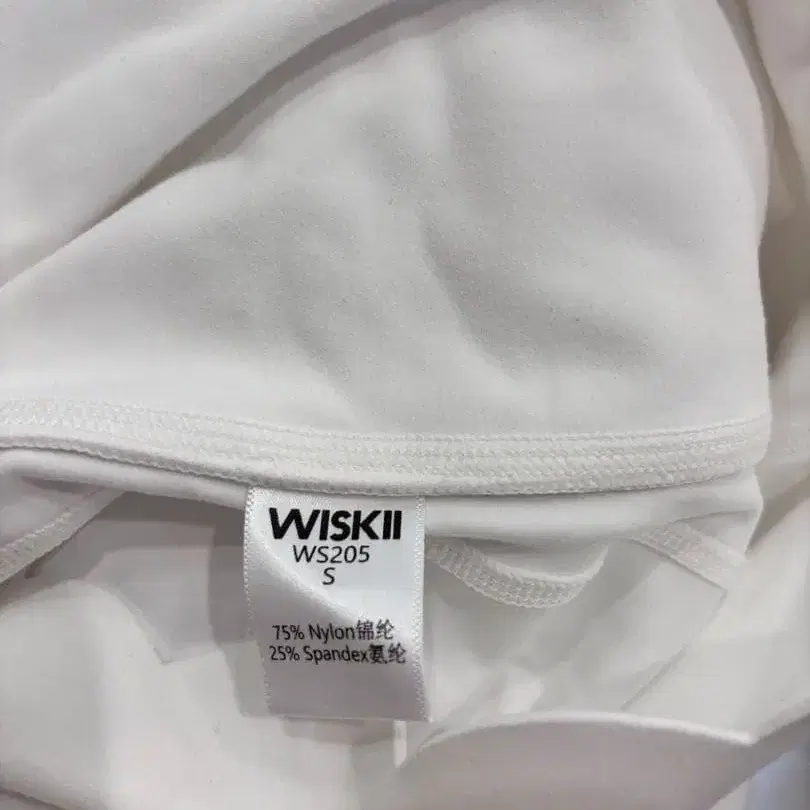 WISKII
WS205
S
75% Nylon锦纶
25% Spandex氨纶